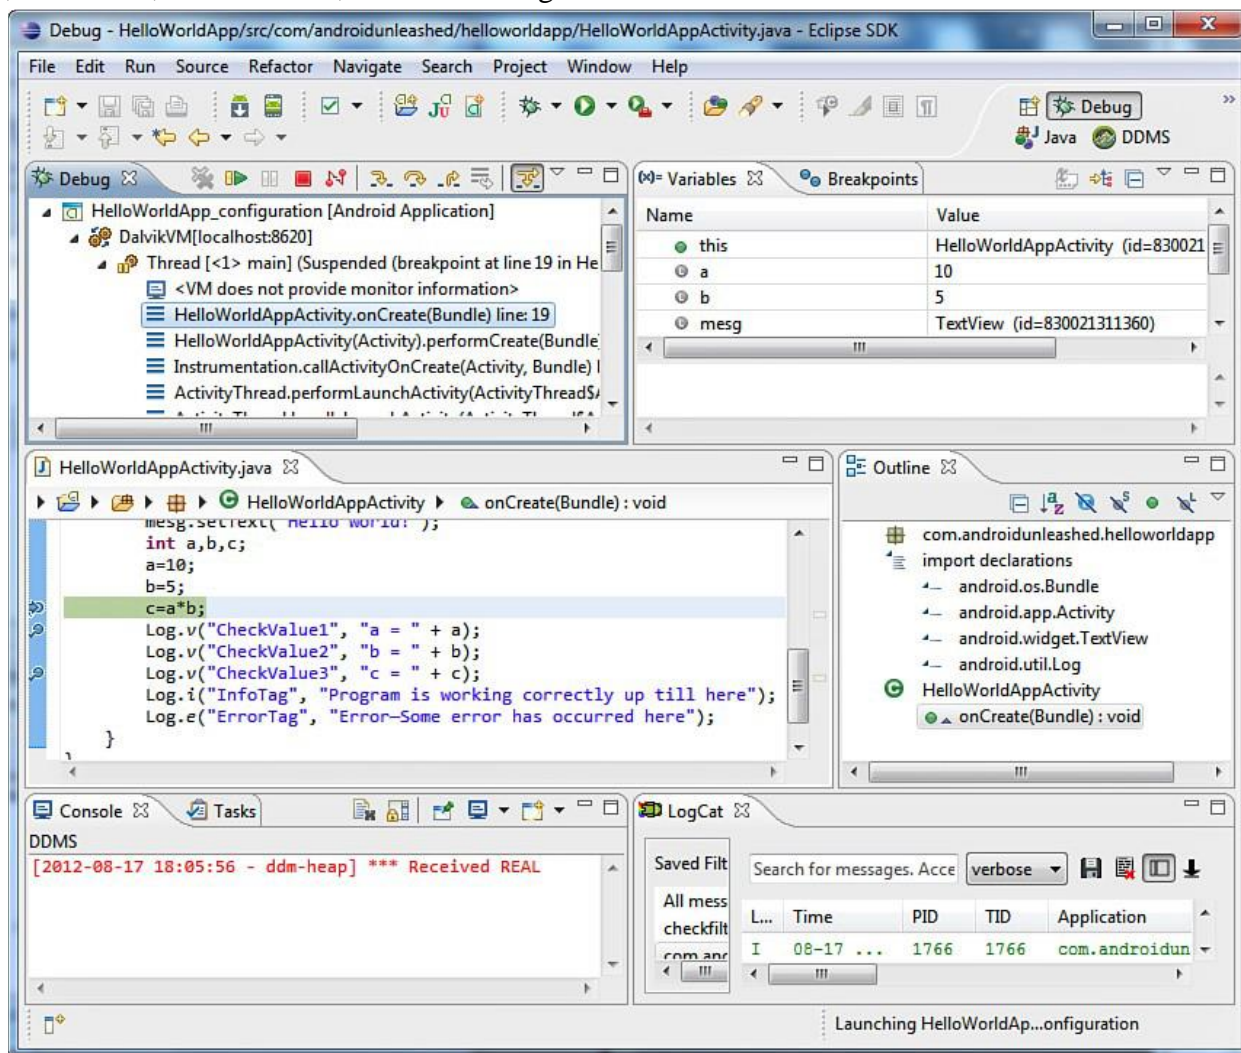 Debug - HelloWorldApp/src/com/androidunleashed/helloworldapp/HelloWorldAppActivity.java - Eclipse SDK
File Edit Run Source Refactor Navigate Search Project Window Help
Debug
Java DDMS
Debug
HelloWorldApp_configuration [Android Application]
DalvikVM[localhost:8620]
Thread [<1> main] (Suspended (breakpoint at line 19 in He
<VM does not provide monitor information>
HelloWorldAppActivity.onCreate(Bundle) line: 19
HelloWorldAppActivity(Activity).performCreate(Bundle)
Instrumentation.callActivityOnCreate(Activity, Bundle) l
ActivityThread.performLaunchActivity(ActivityThread$A
(x)= Variables Breakpoints
Name Value
this HelloWorldAppActivity (id=830021
a 10
b 5
mesg TextView (id=830021311360)
HelloWorldAppActivity.java
HelloWorldAppActivity onCreate(Bundle) : void
mesg.setText("Hello World!");
int a,b,c;
a=10;
b=5;
c=a*b;
Log.v("CheckValue1", "a = " + a);
Log.v("CheckValue2", "b = " + b);
Log.v("CheckValue3", "c = " + c);
Log.i("InfoTag", "Program is working correctly up till here");
Log.e("ErrorTag", "Error—Some error has occurred here");
}
Outline
com.androidunleashed.helloworldapp
import declarations
android.os.Bundle
android.app.Activity
android.widget.TextView
android.util.Log
HelloWorldAppActivity
onCreate(Bundle) : void
Console Tasks
DDMS
[2012-08-17 18:05:56 - ddm-heap] *** Received REAL
LogCat
Saved Filt
All mess
checkfilt
com.and
Search for messages. Acce verbose
L... Time PID TID Application
I 08-17 ... 1766 1766 com.androidun
Launching HelloWorldAp...onfiguration